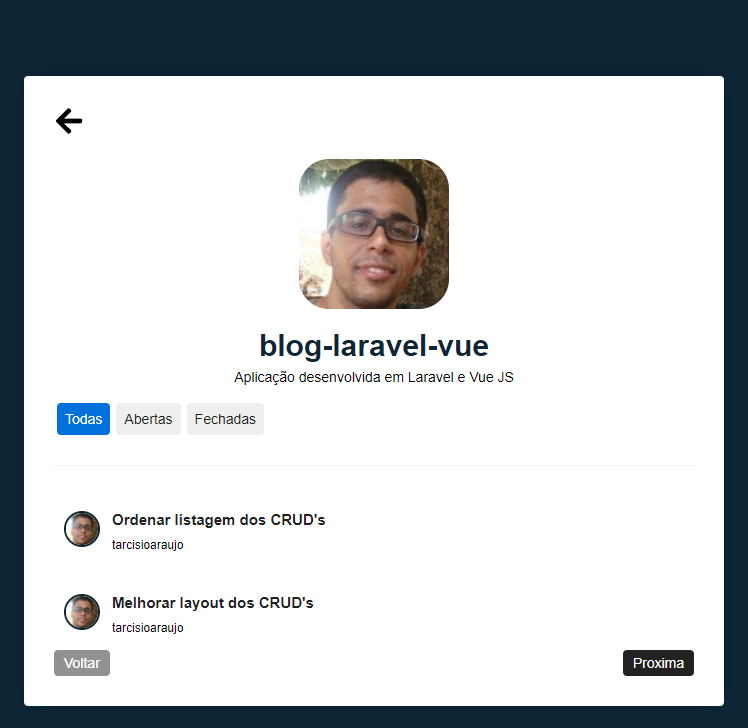 blog-laravel-vue
Aplicação desenvolvida em Laravel e Vue JS
Todas Abertas Fechadas
Ordenar listagem dos CRUD's
tarcisioaraujo
Melhorar layout dos CRUD's
tarcisioaraujo
Voltar Proxima